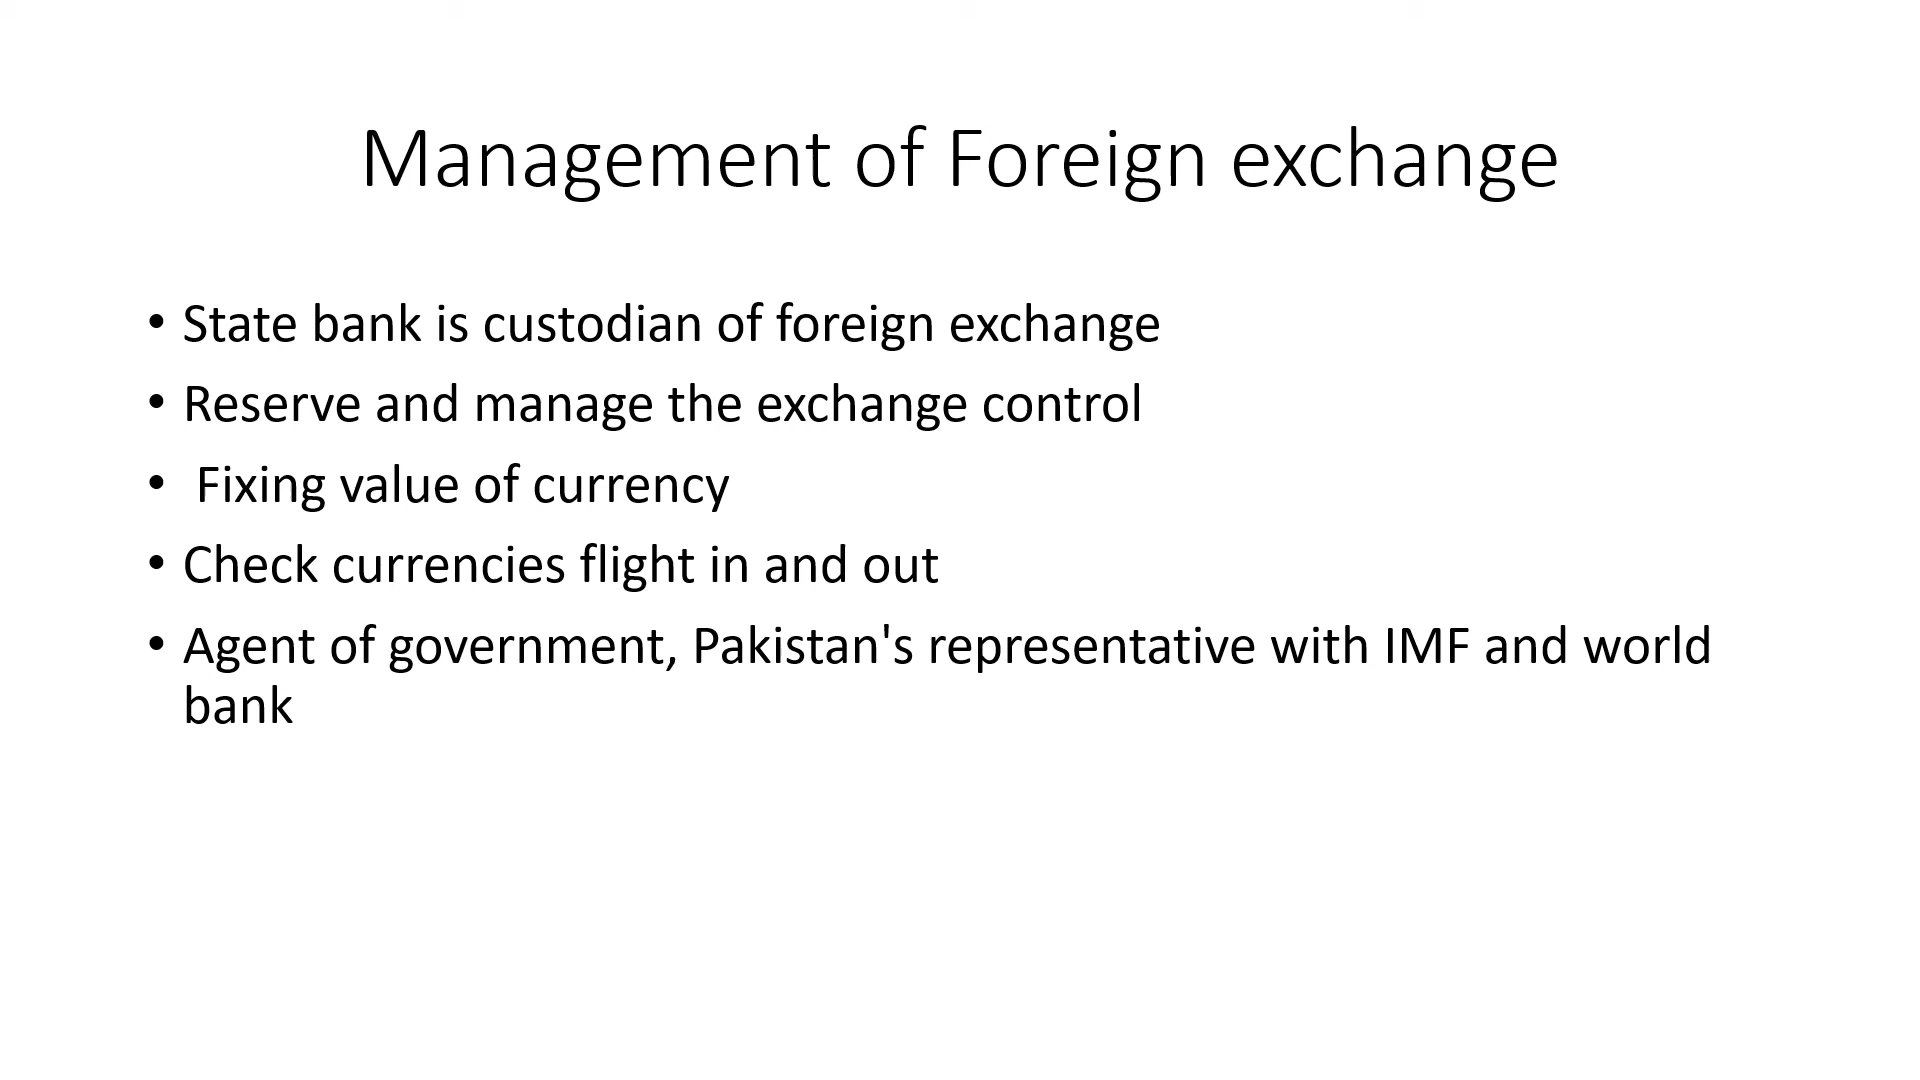 Management of Foreign exchange
• State bank is custodian of foreign exchange
• Reserve and manage the exchange control
• Fixing value of currency
• Check currencies flight in and out
• Agent of government, Pakistan's representative with IMF and world
bank